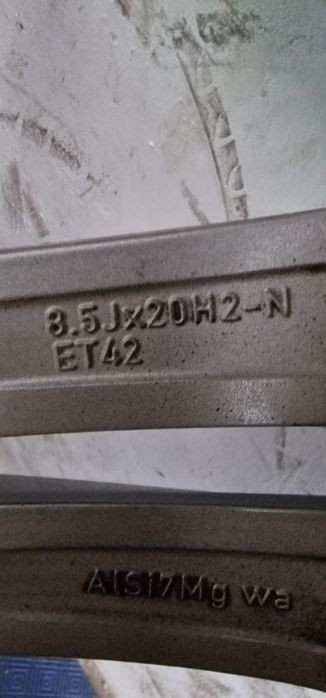 8.5Jx20H2-N
ET42
AlSi7Mg wa